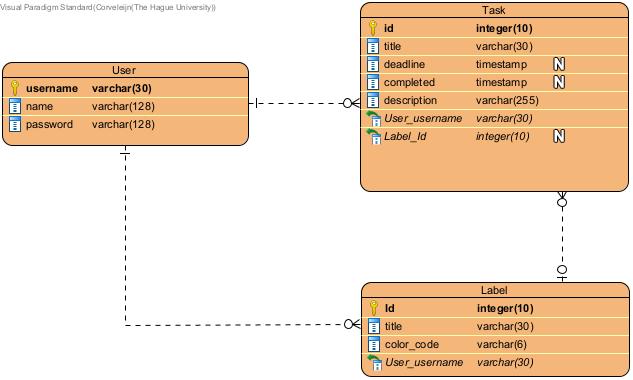 Visual Paradigm Standard(Corveleijn(The Hague University))
Task
id integer(10)
title varchar(30)
deadline timestamp N
completed timestamp N
description varchar(255)
User_username varchar(30)
Label_Id integer(10) N
User
username varchar(30)
name varchar(128)
password varchar(128)
Label
Id integer(10)
title varchar(30)
color_code varchar(6)
User_username varchar(30)